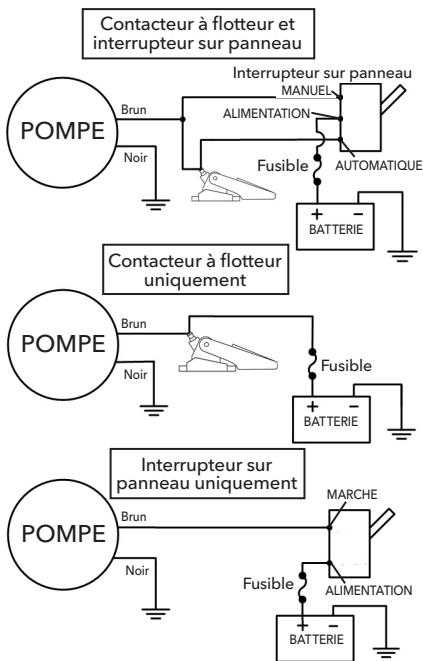 Contacteur à flotteur et
interrupteur sur panneau
Interrupteur sur panneau
MANUEL
Brun
ALIMENTATION
POMPE
Noir
Fusible
AUTOMATIQUE
+ −
BATTERIE
Contacteur à flotteur
uniquement
Brun
POMPE
Fusible
Noir
+ −
BATTERIE
Interrupteur sur
panneau uniquement
MARCHE
Brun
POMPE
Noir
Fusible
ALIMENTATION
+ −
BATTERIE